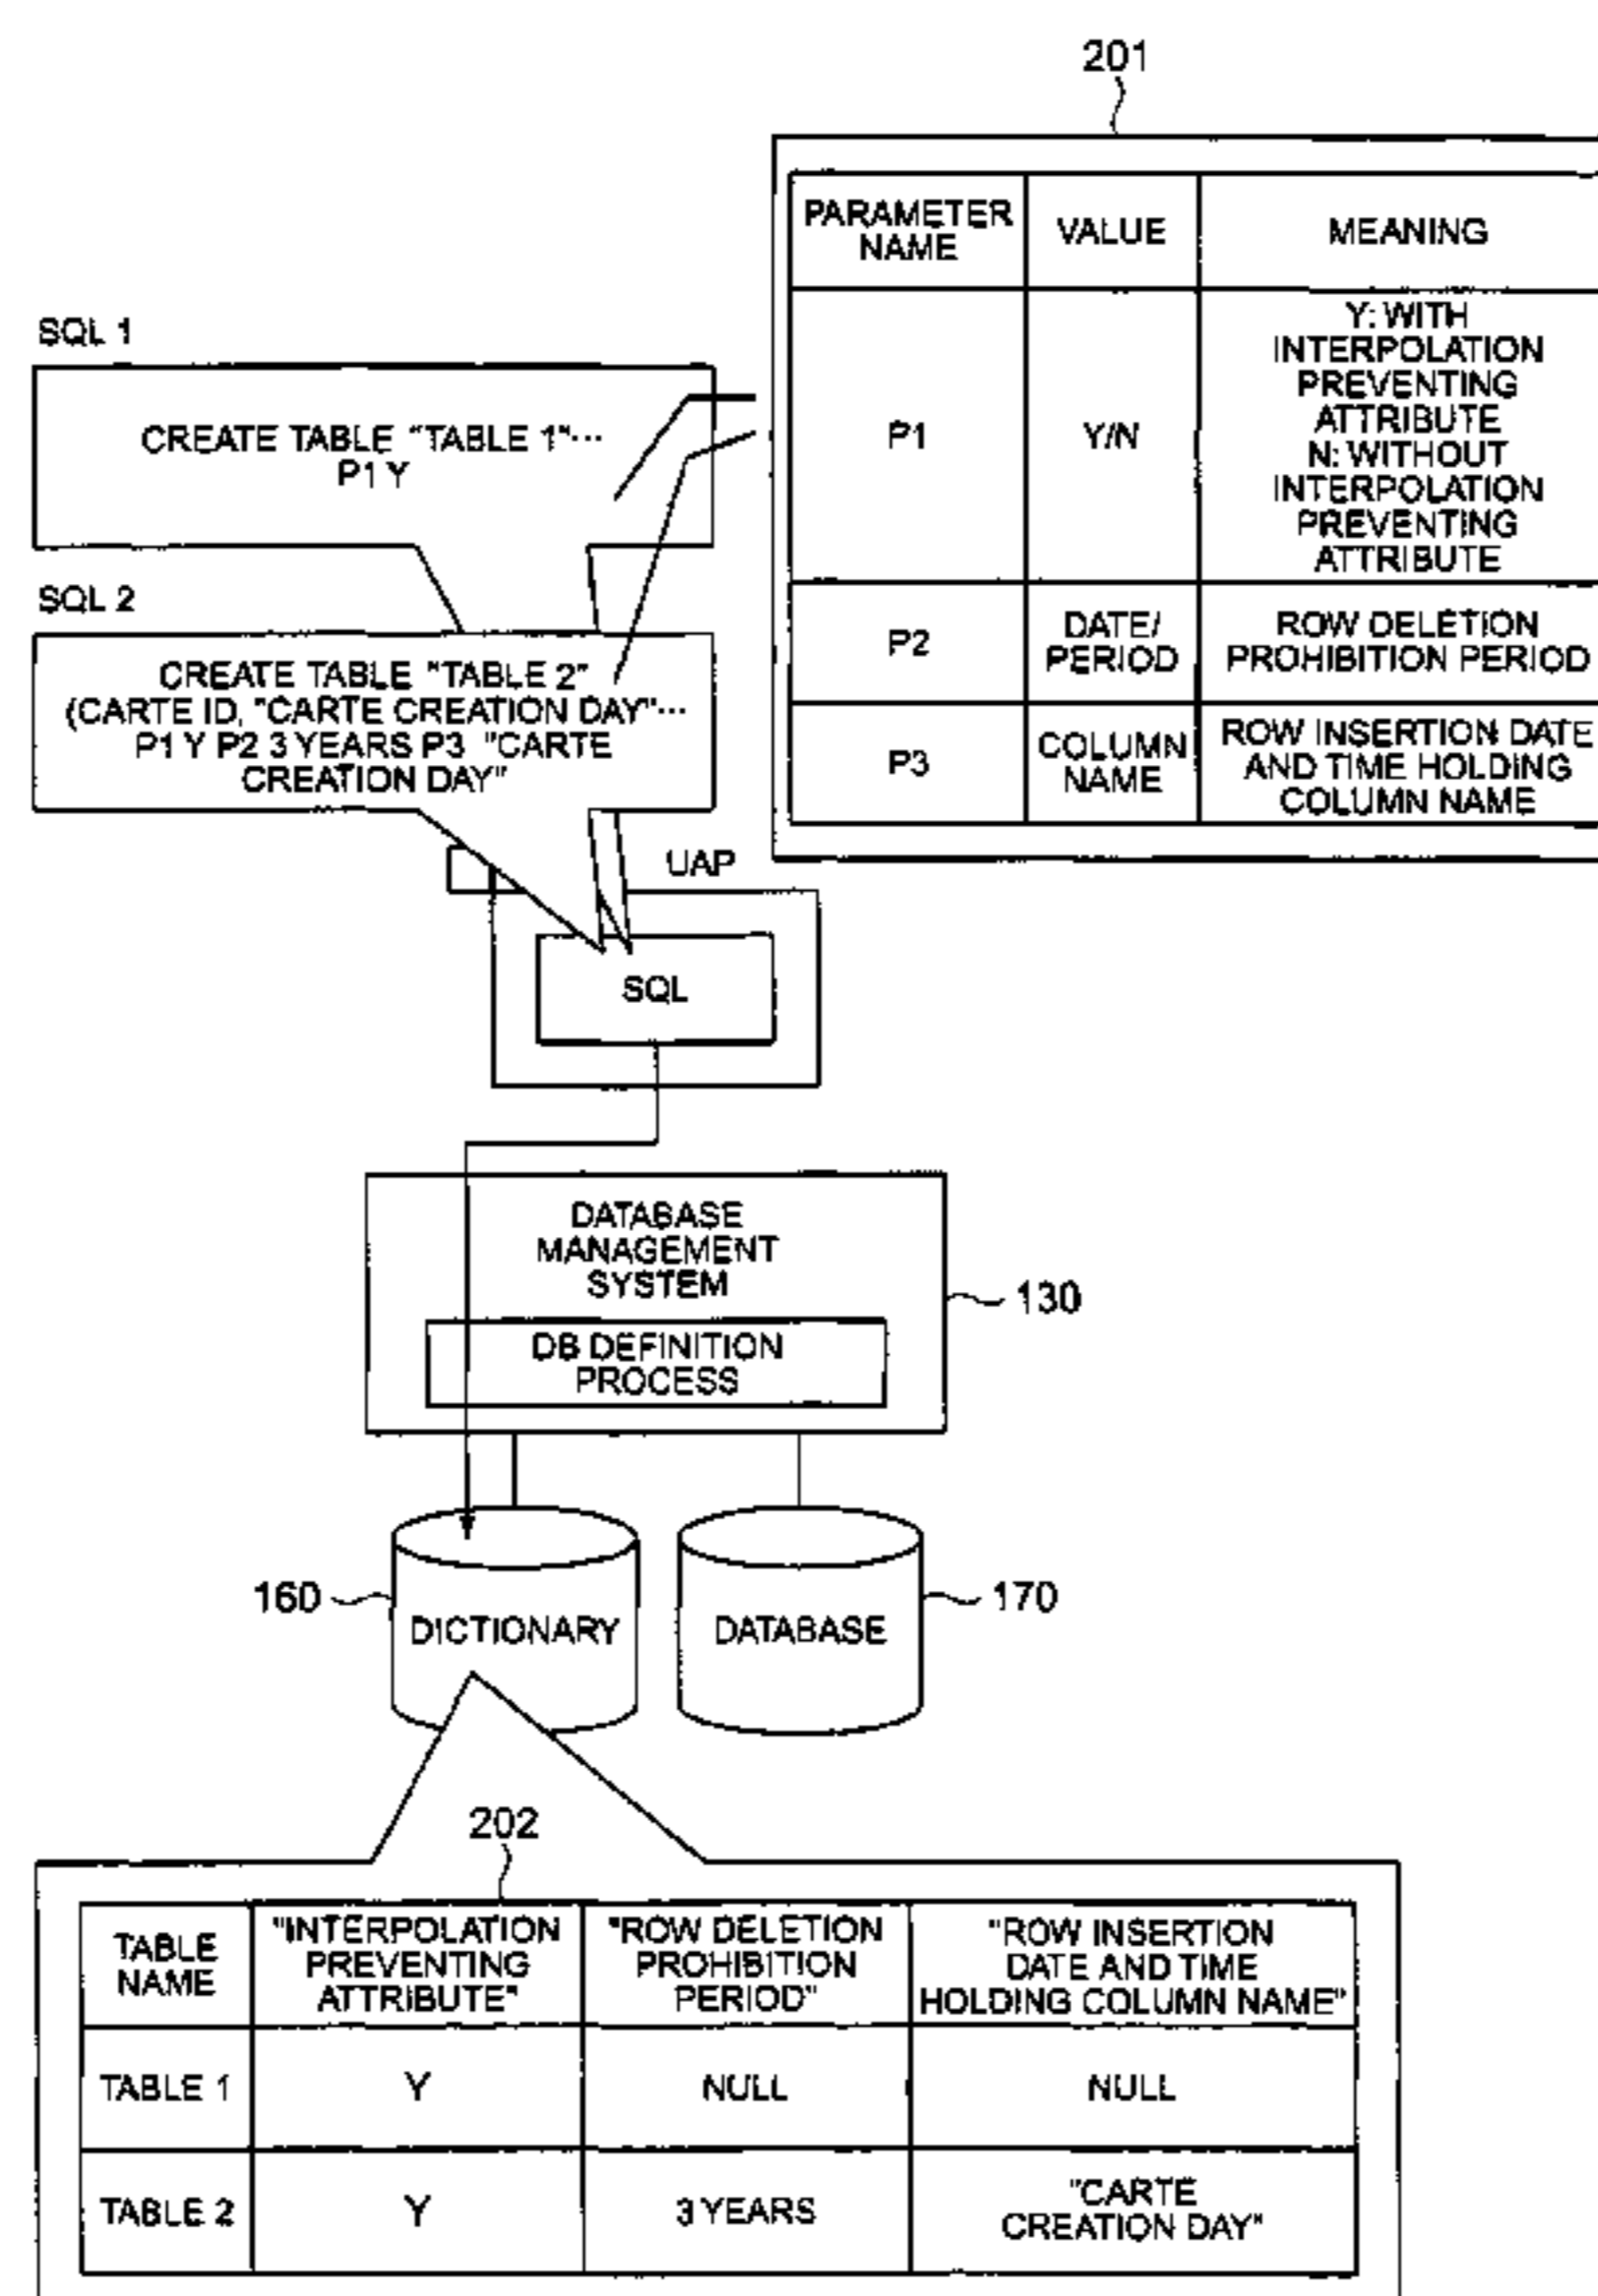 201
PARAMETER
NAME
VALUE
MEANING
P1
Y/N
Y: WITH
INTERPOLATION
PREVENTING
ATTRIBUTE
N: WITHOUT
INTERPOLATION
PREVENTING
ATTRIBUTE
P2
DATE/
PERIOD
ROW DELETION
PROHIBITION PERIOD
P3
COLUMN
NAME
ROW INSERTION DATE
AND TIME HOLDING
COLUMN NAME
SQL 1
CREATE TABLE "TABLE 1"···
P1 Y
SQL 2
CREATE TABLE "TABLE 2"
(CARTE ID, "CARTE CREATION DAY"···
P1 Y P2 3 YEARS P3 "CARTE
CREATION DAY"
UAP
SQL
DATABASE
MANAGEMENT
SYSTEM
130
DB DEFINITION
PROCESS
160
DICTIONARY
DATABASE
170
202
TABLE
NAME
"INTERPOLATION
PREVENTING
ATTRIBUTE"
"ROW DELETION
PROHIBITION
PERIOD"
"ROW INSERTION
DATE AND TIME
HOLDING COLUMN NAME"
TABLE 1
Y
NULL
NULL
TABLE 2
Y
3 YEARS
"CARTE
CREATION DAY"